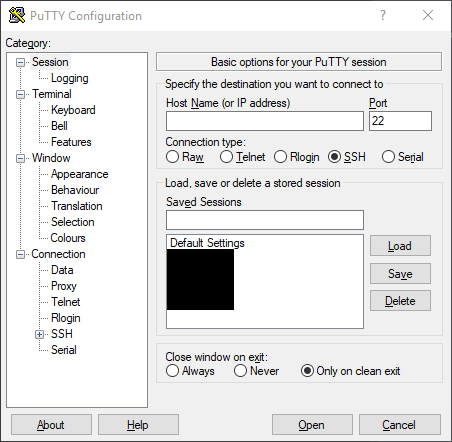 PuTTY Configuration
Category:
Session
Logging
Terminal
Keyboard
Bell
Features
Window
Appearance
Behaviour
Translation
Selection
Colours
Connection
Data
Proxy
Telnet
Rlogin
SSH
Serial
Basic options for your PuTTY session
Specify the destination you want to connect to
Host Name (or IP address) Port
22
Connection type:
Raw Telnet Rlogin SSH Serial
Load, save or delete a stored session
Saved Sessions
Default Settings
Load
Save
Delete
Close window on exit:
Always Never Only on clean exit
About Help Open Cancel